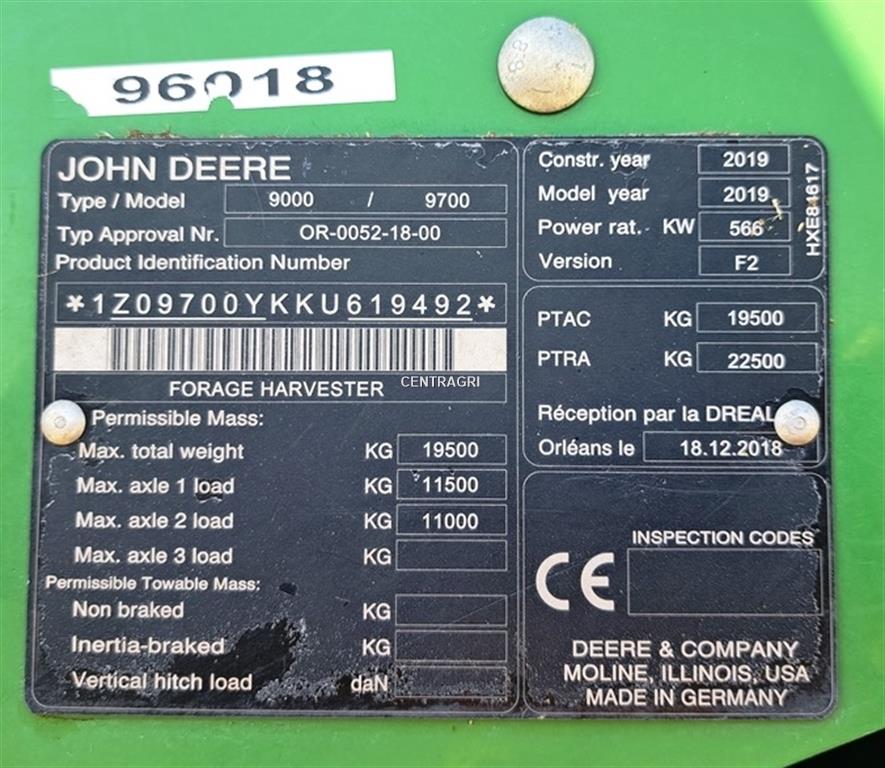 96018
8.8
JOHN DEERE
Type / Model 9000 / 9700
Typ Approval Nr. OR-0052-18-00
Product Identification Number
*1Z09700YKKU619492*
FORAGE HARVESTER
CENTRAGRI
Permissible Mass:
Max. total weight KG 19500
Max. axle 1 load KG 11500
Max. axle 2 load KG 11000
Max. axle 3 load KG
Permissible Towable Mass:
Non braked KG
Inertia-braked KG
Vertical hitch load daN
Constr. year 2019
Model year 2019
Power rat. KW 566
Version F2
HXE84617
PTAC KG 19500
PTRA KG 22500
Réception par la DREAL
Orléans le 18.12.2018
INSPECTION CODES
CE
DEERE & COMPANY
MOLINE, ILLINOIS, USA
MADE IN GERMANY